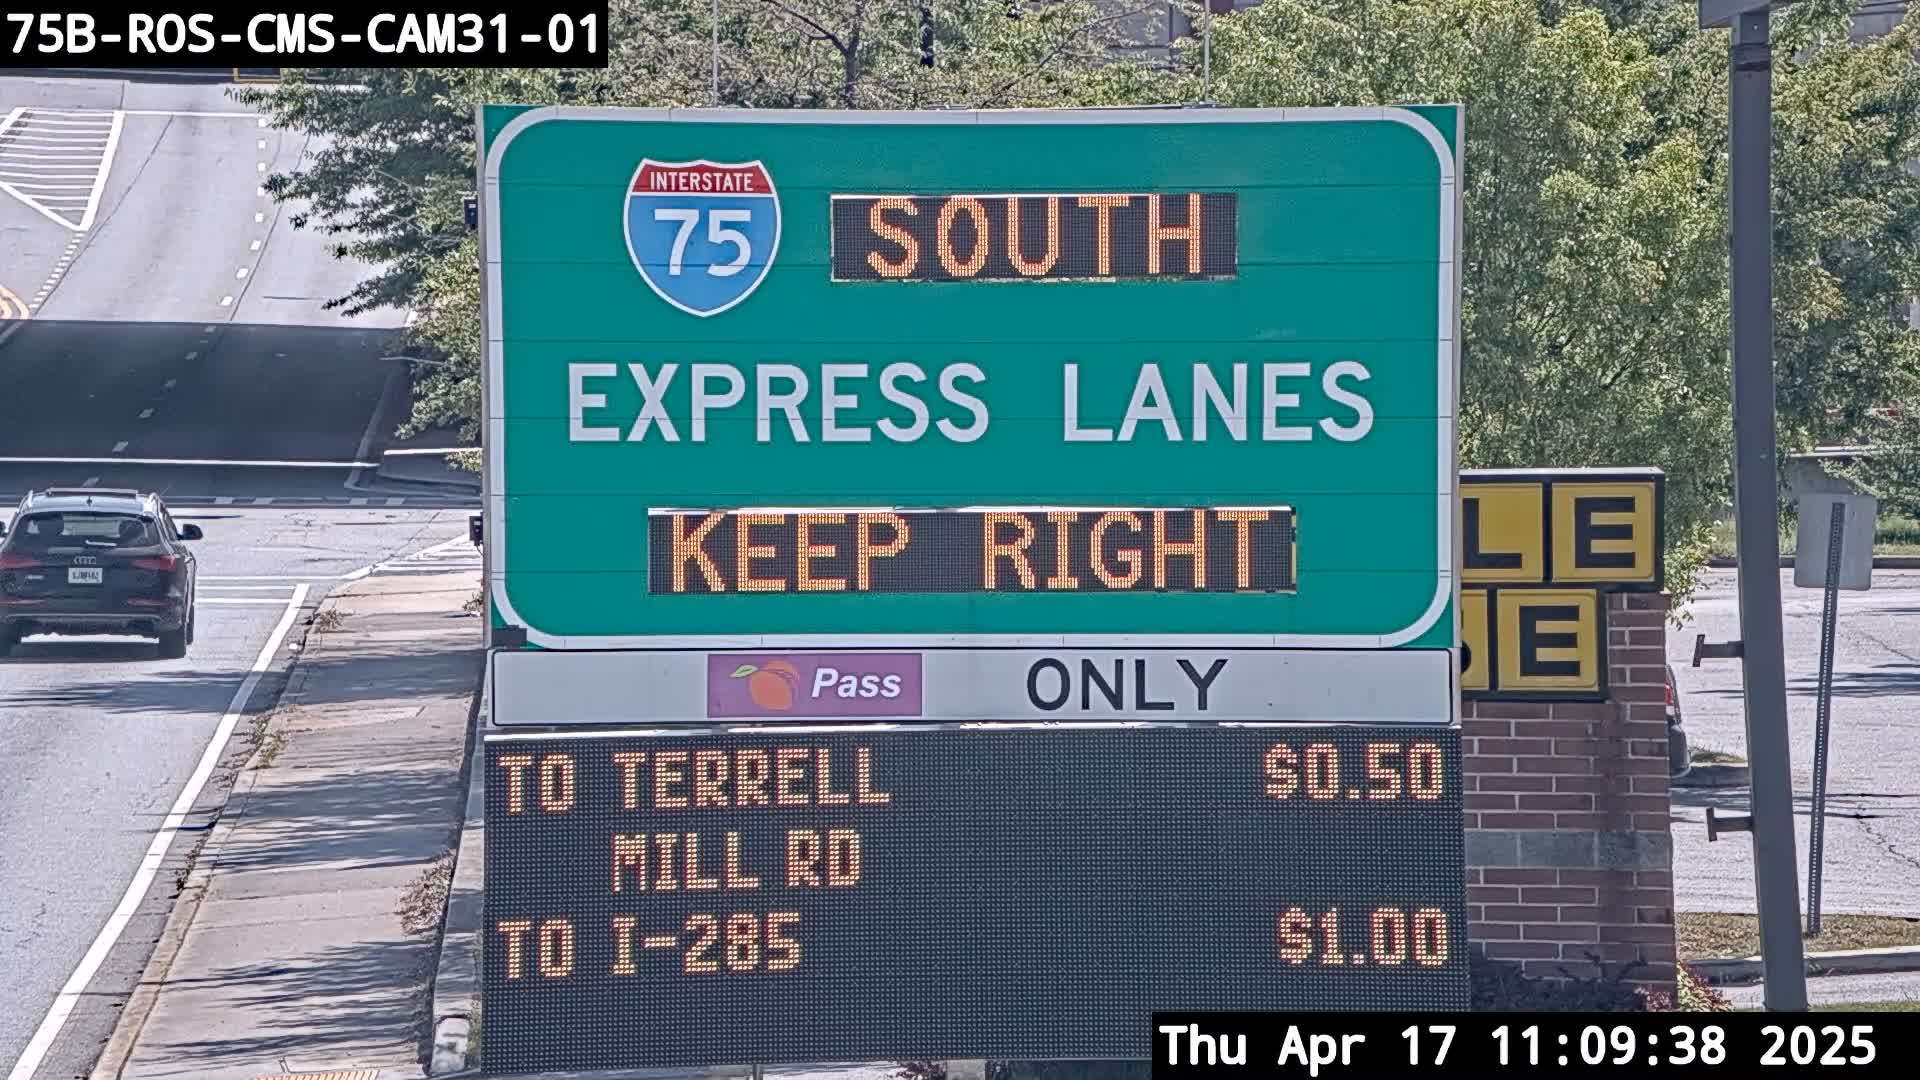 75B-ROS-CMS-CAM31-01
INTERSTATE
75
SOUTH
EXPRESS LANES
KEEP RIGHT
LE
E
Pass ONLY
TO TERRELL $0.50
MILL RD
TO I-285 $1.00
Thu Apr 17 11:09:38 2025